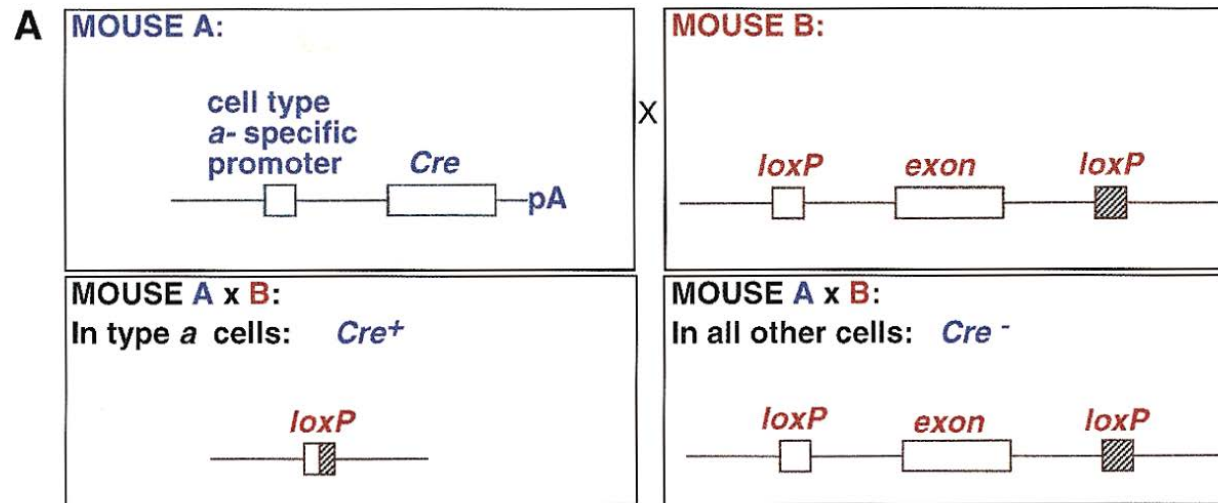 A
MOUSE A:
cell type
a- specific
promoter
Cre
pA
X
MOUSE B:
loxP
exon
loxP
MOUSE A x B:
In type a cells: Cre+
loxP
MOUSE A x B:
In all other cells: Cre -
loxP
exon
loxP